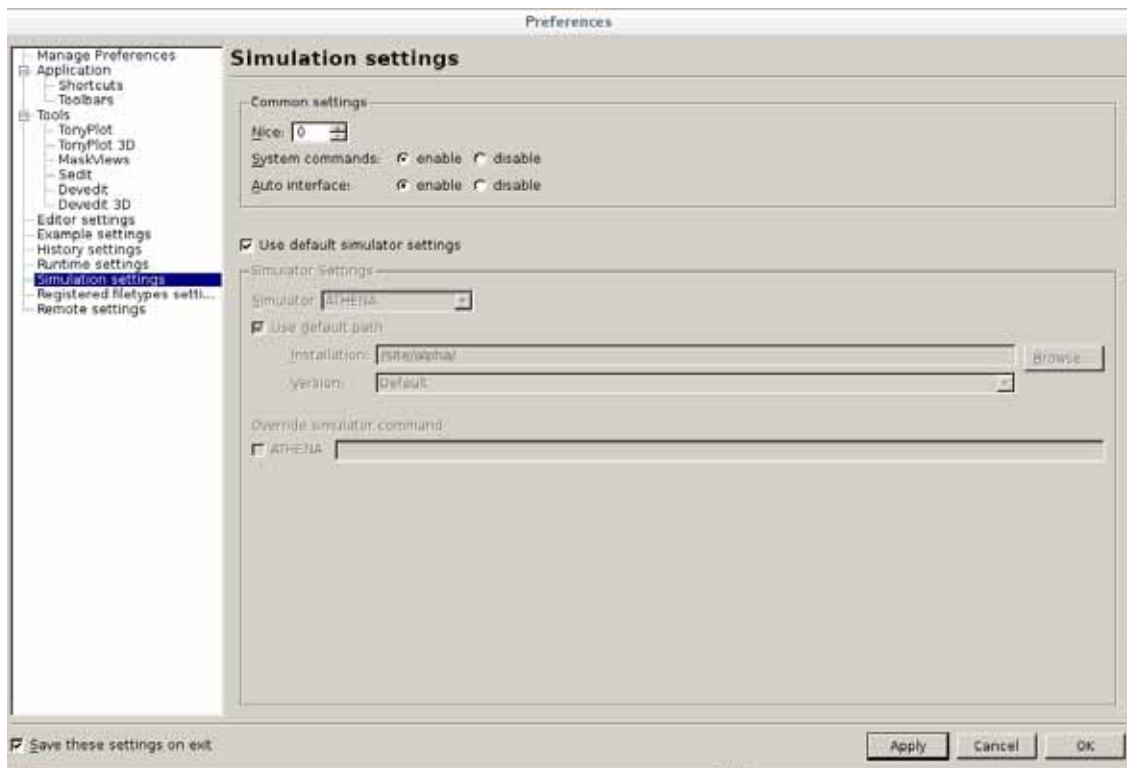 Preferences
Manage Preferences
Application
Shortcuts
Toolbars
Tools
TonyPlot
TonyPlot 3D
MaskViews
Sedit
Devedit
Devedit 3D
Editor settings
Example settings
History settings
Runtime settings
Simulation settings
Registered filetypes setti...
Remote settings
Simulation settings
Common settings
Nice: 0
System commands: enable disable
Auto interface: enable disable
Use default simulator settings
Simulator Settings
Simulator ATHENA
Use default path
Installation: /site/alpha/ Browse...
Version: Default
Override simulator command
ATHENA
Save these settings on exit
Apply Cancel OK